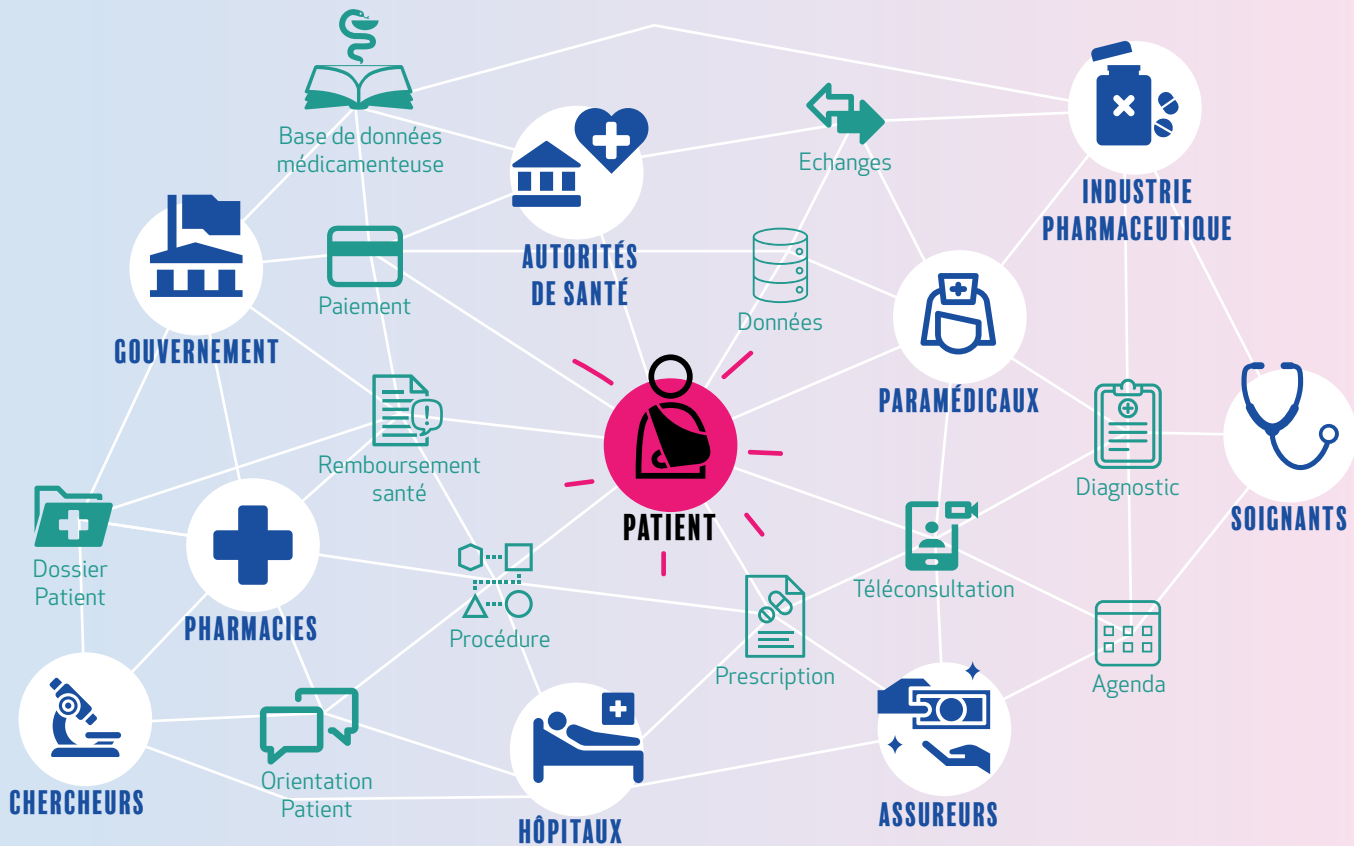 Base de données
médicamenteuse
Echanges
INDUSTRIE
PHARMACEUTIQUE
AUTORITÉS
DE SANTÉ
Paiement
Données
GOUVERNEMENT
PARAMÉDICAUX
Remboursement
santé
Diagnostic
PATIENT
SOIGNANTS
Dossier
Patient
Téléconsultation
PHARMACIES
Procédure
Prescription
Agenda
Orientation
Patient
CHERCHEURS
HÔPITAUX
ASSUREURS